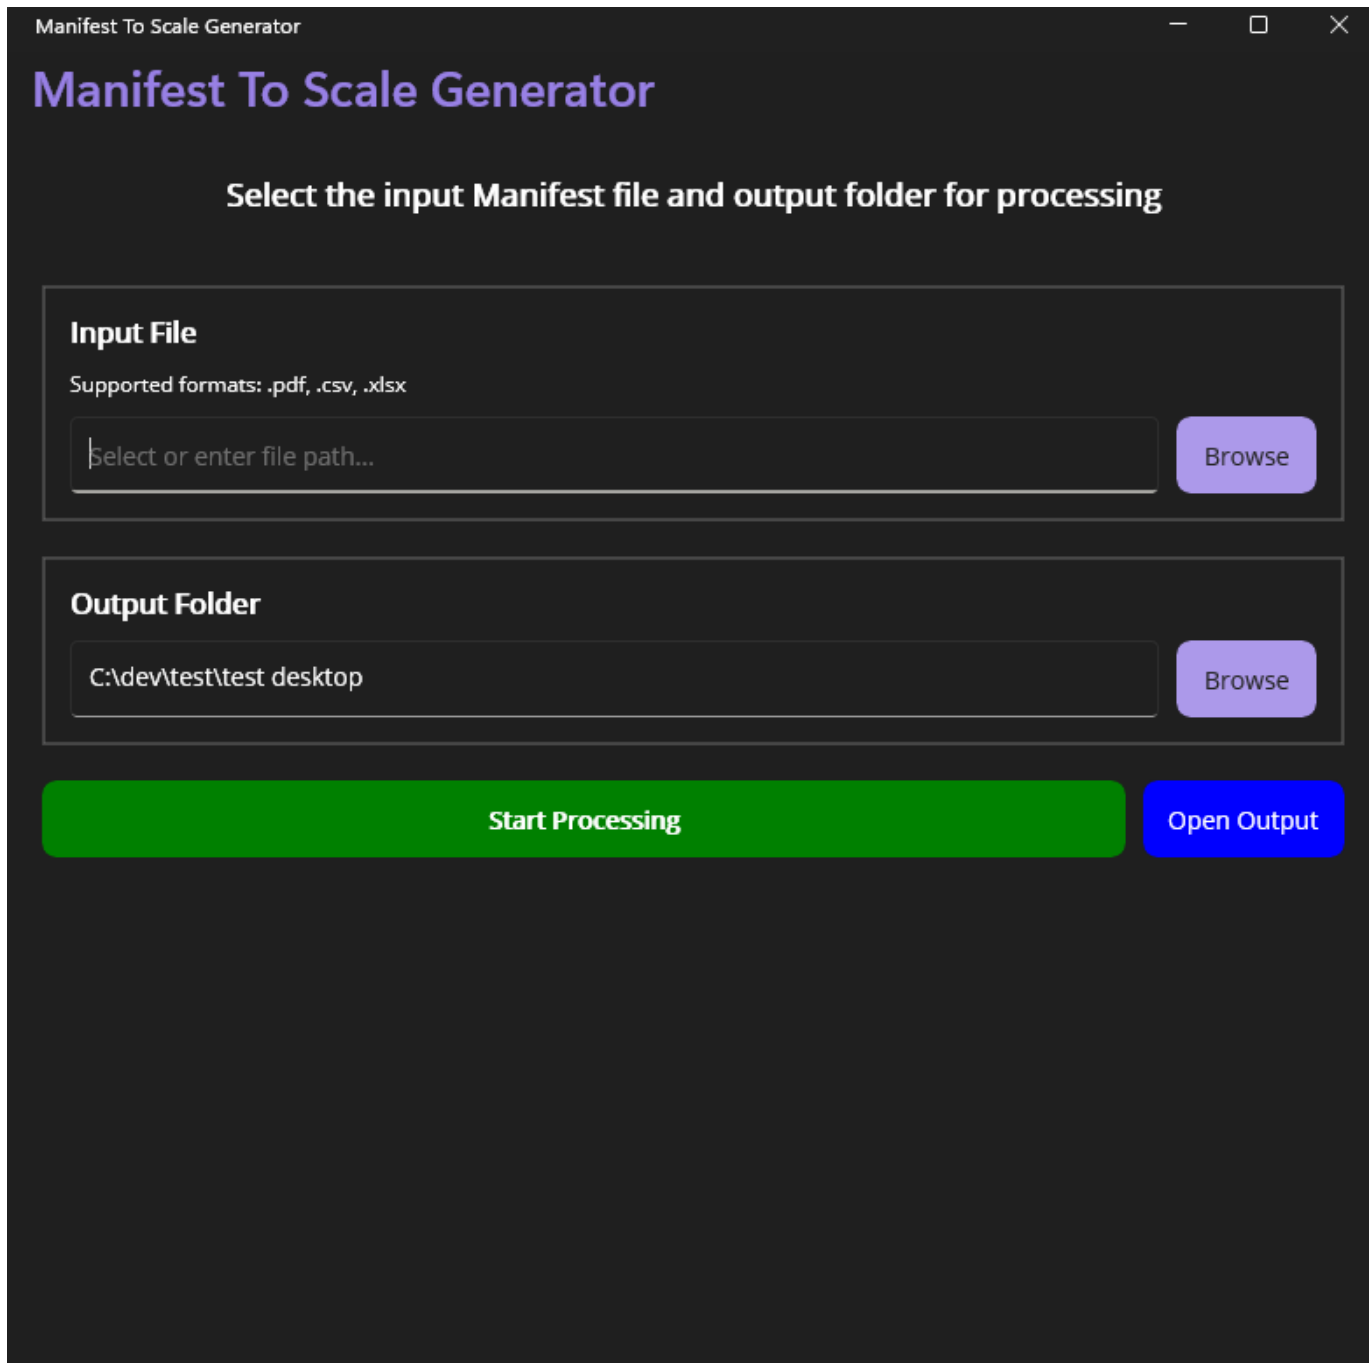 Manifest To Scale Generator
Manifest To Scale Generator
Select the input Manifest file and output folder for processing
Input File
Supported formats: .pdf, .csv, .xlsx
Select or enter file path...
Browse
Output Folder
C:\dev\test\test desktop
Browse
Start Processing
Open Output